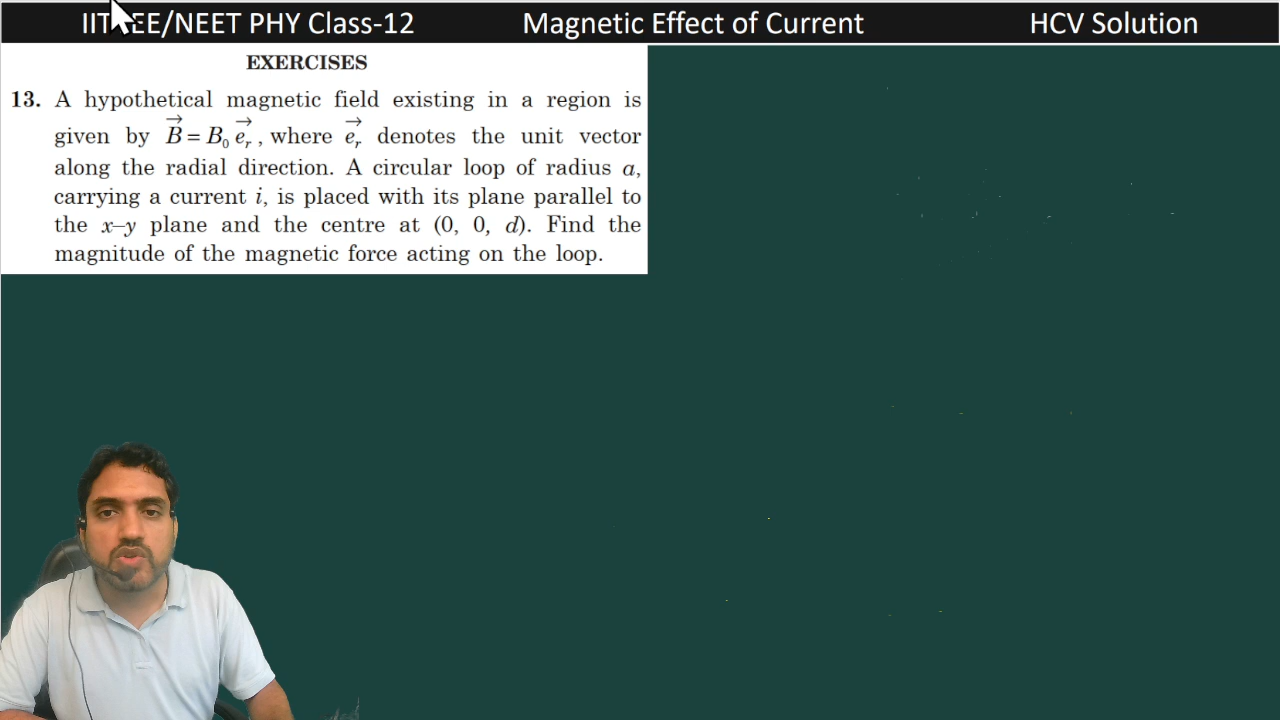 IIT JEE/NEET PHY Class-12 Magnetic Effect of Current HCV Solution
EXERCISES
13. A hypothetical magnetic field existing in a region is
given by B⃗ = B₀ e⃗ᵣ, where e⃗ᵣ denotes the unit vector
along the radial direction. A circular loop of radius a,
carrying a current i, is placed with its plane parallel to
the x–y plane and the centre at (0, 0, d). Find the
magnitude of the magnetic force acting on the loop.